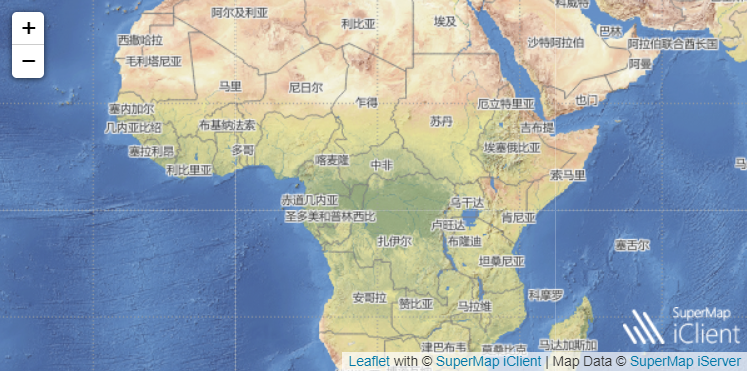 +
−
科威特
阿尔及利亚
利比亚
埃及
巴林
西撒哈拉
沙特阿拉伯
阿拉伯联合酋长国
毛利塔尼亚
阿曼
马里
尼日尔
乍得
厄立特里亚
也门
塞内加尔
几内亚比绍
布基纳法索
苏丹
吉布提
塞拉利昂
多哥
埃塞俄比亚
利比里亚
喀麦隆
中非
索马里
赤道几内亚
乌干达
圣多美和普林西比
肯尼亚
卢旺达
扎伊尔
布隆迪
塞舌尔
坦桑尼亚
安哥拉
赞比亚
马拉维
科摩罗
SuperMap
iClient
津巴布韦
莫桑比克
马达加斯加
Leaflet with © SuperMap iClient | Map Data © SuperMap iServer